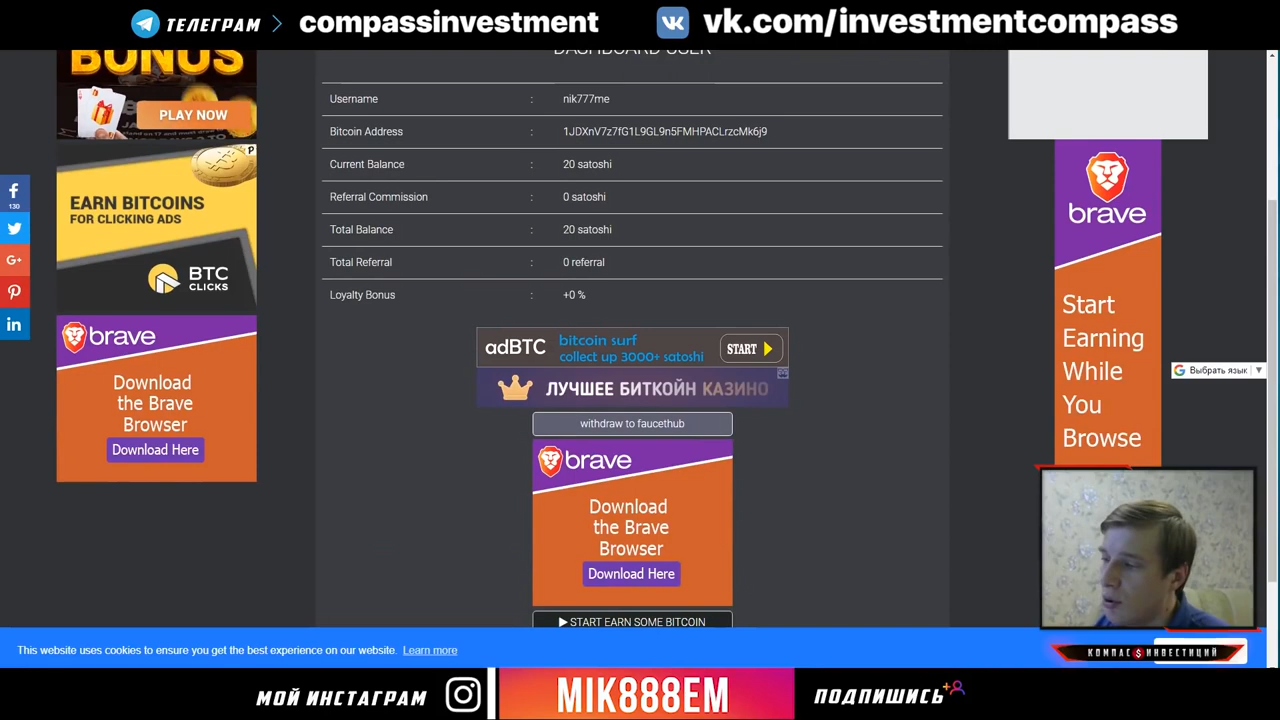 ТЕЛЕГРАМ compassinvestment vk.com/investmentcompass
DASHBOARD USER
BONUS
PLAY NOW
Username : nik777me
Bitcoin Address : 1JDXnV7z7fG1L9GL9n5FMHPACLrzcMk6j9
Current Balance : 20 satoshi
Referral Commission : 0 satoshi
Total Balance : 20 satoshi
Total Referral : 0 referral
Loyalty Bonus : +0 %
EARN BITCOINS
FOR CLICKING ADS
BTC
CLICKS
130
brave
Download
the Brave
Browser
Download Here
adBTC
bitcoin surf
collect up 3000+ satoshi
START
ЛУЧШЕЕ БИТКОЙН КАЗИНО
withdraw to faucethub
brave
Download
the Brave
Browser
Download Here
START EARN SOME BITCOIN
brave
Start
Earning
While
You
Browse
Выбрать язык
This website uses cookies to ensure you get the best experience on our website. Learn more
КОМПАС ИНВЕСТИЦИЙ
МОЙ ИНСТАГРАМ MIK888EM ПОДПИШИСЬ